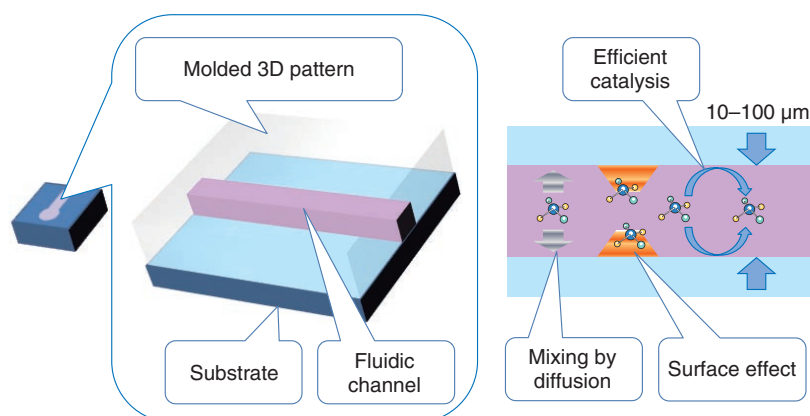 Molded 3D pattern
Substrate
Fluidic
channel
Efficient
catalysis
10–100 µm
Mixing by
diffusion
Surface effect